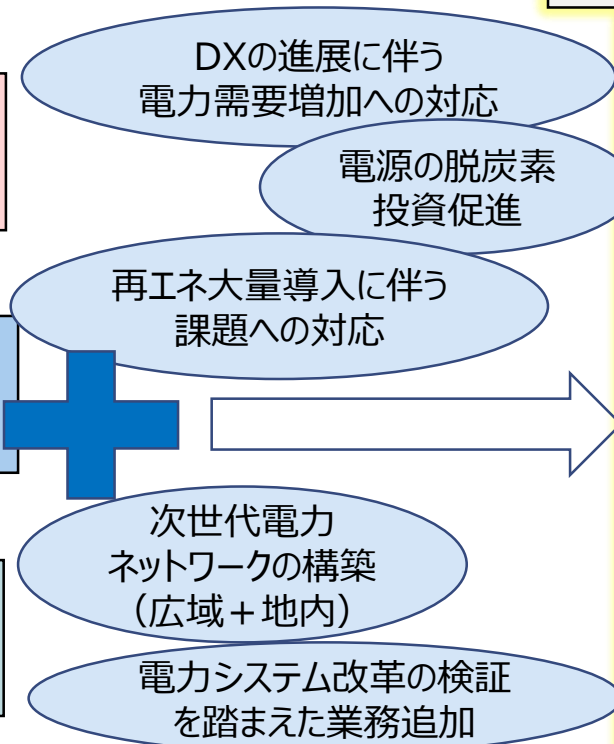 DXの進展に伴う
電力需要増加への対応
電源の脱炭素
投資促進
再エネ大量導入に伴う
課題への対応
次世代電力
ネットワークの構築
（広域＋地内）
電力システム改革の検証
を踏まえた業務追加